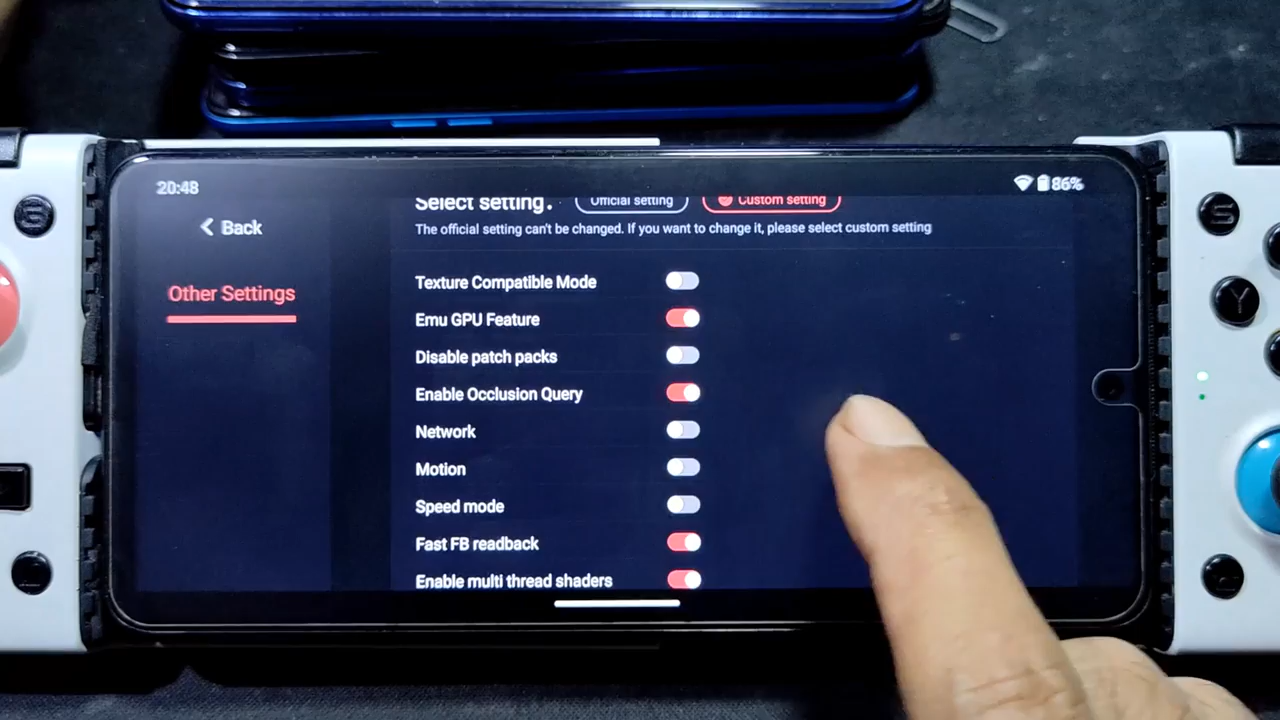 20:48
86%
Back
Other Settings
Select setting.
Official setting
Custom setting
The official setting can't be changed. If you want to change it, please select custom setting
Texture Compatible Mode
Emu GPU Feature
Disable patch packs
Enable Occlusion Query
Network
Motion
Speed mode
Fast FB readback
Enable multi thread shaders
S
Y